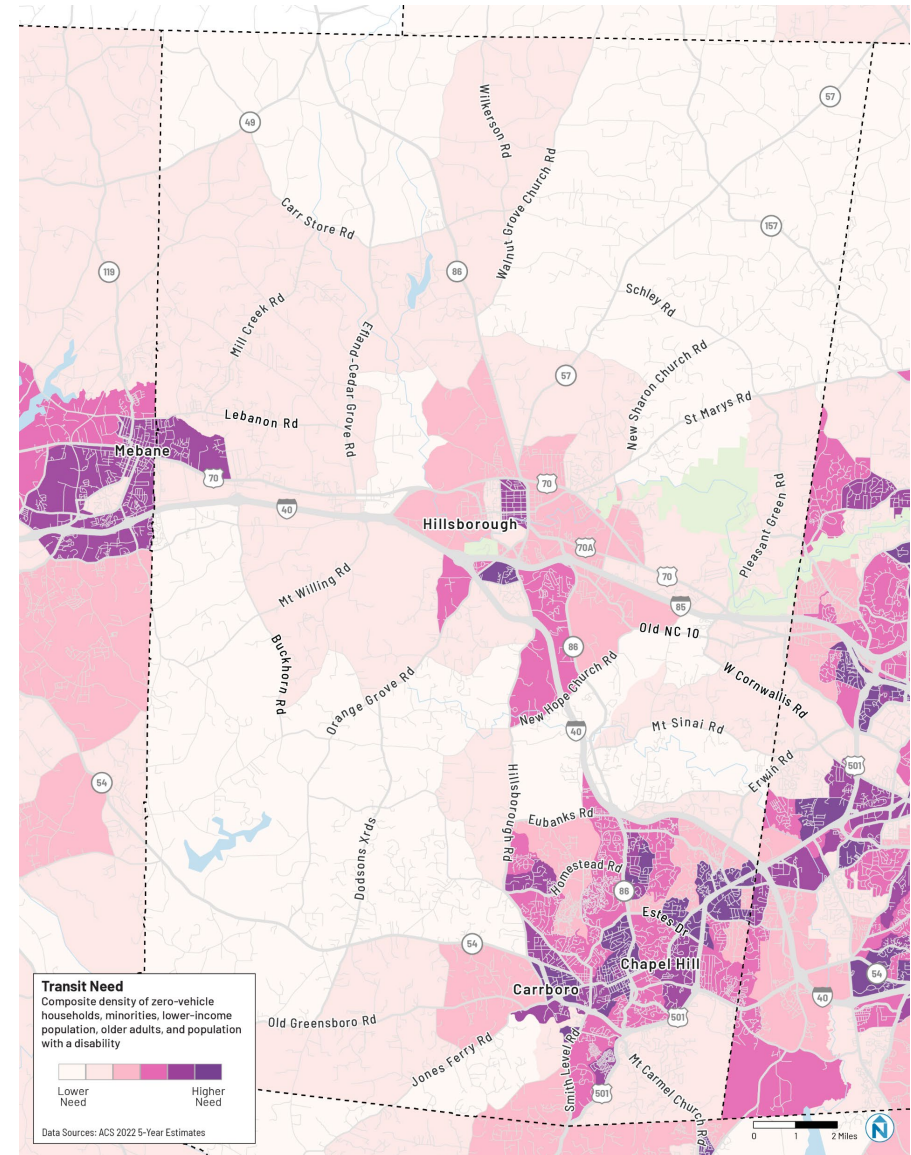 Wilkerson Rd
57
49
Walnut Grove Church Rd
Carr Store Rd
157
119
86
Schley Rd
Mill Creek Rd
Efland-Cedar Grove Rd
57
New Sharon Church Rd
St Marys Rd
Lebanon Rd
Mebane
70
70
Pleasant Green Rd
40
Hillsborough
70A
70
Mt Willing Rd
85
Old NC 10
86
Buckhorn Rd
W Cornwallis Rd
Orange Grove Rd
New Hope Church Rd
Mt Sinai Rd
40
54
Erwin Rd
501
Hillsborough Rd
Eubanks Rd
Dodsons Xrds
Homestead Rd
86
Estes Dr
54
Chapel Hill
54
Carrboro
40
501
Old Greensboro Rd
Jones Ferry Rd
Smith Level Rd
Mt Carmel Church Rd
501
Transit Need
Composite density of zero-vehicle
households, minorities, lower-income
population, older adults, and population
with a disability
Lower
Need
Higher
Need
Data Sources: ACS 2022 5-Year Estimates
0 1 2 Miles
N